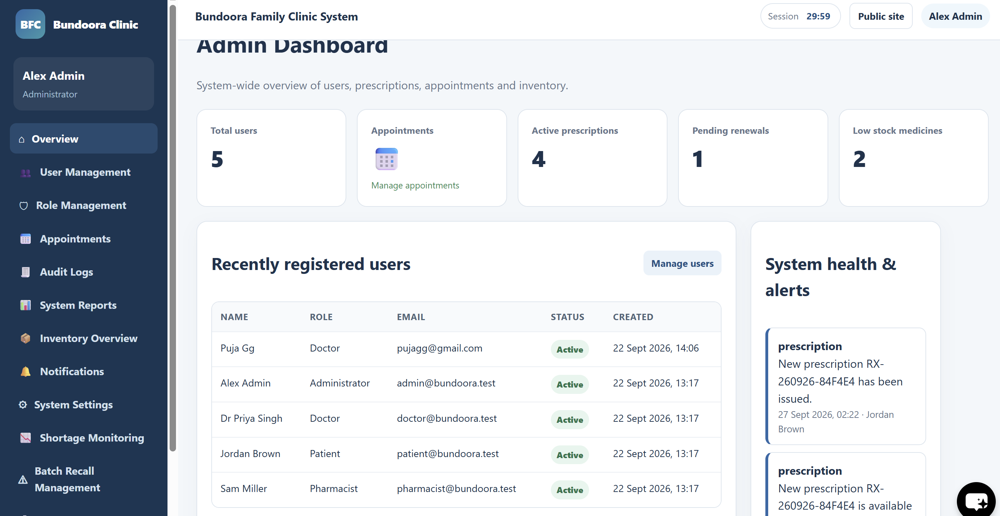 BFC Bundoora Clinic
Alex Admin
Administrator
Overview
User Management
Role Management
Appointments
Audit Logs
System Reports
Inventory Overview
Notifications
System Settings
Shortage Monitoring
Batch Recall
Management
Bundoora Family Clinic System
Session 29:59
Public site
Alex Admin
Admin Dashboard
System-wide overview of users, prescriptions, appointments and inventory.
Total users
5
Appointments
Manage appointments
Active prescriptions
4
Pending renewals
1
Low stock medicines
2
Recently registered users
Manage users
NAME ROLE EMAIL STATUS CREATED
Puja Gg Doctor pujagg@gmail.com Active 22 Sept 2026, 14:06
Alex Admin Administrator admin@bundoora.test Active 22 Sept 2026, 13:17
Dr Priya Singh Doctor doctor@bundoora.test Active 22 Sept 2026, 13:17
Jordan Brown Patient patient@bundoora.test Active 22 Sept 2026, 13:17
Sam Miller Pharmacist pharmacist@bundoora.test Active 22 Sept 2026, 13:17
System health &
alerts
prescription
New prescription RX-
260926-84F4E4 has been
issued.
27 Sept 2026, 02:22 · Jordan
Brown
prescription
New prescription RX-
260926-84F4E4 is available